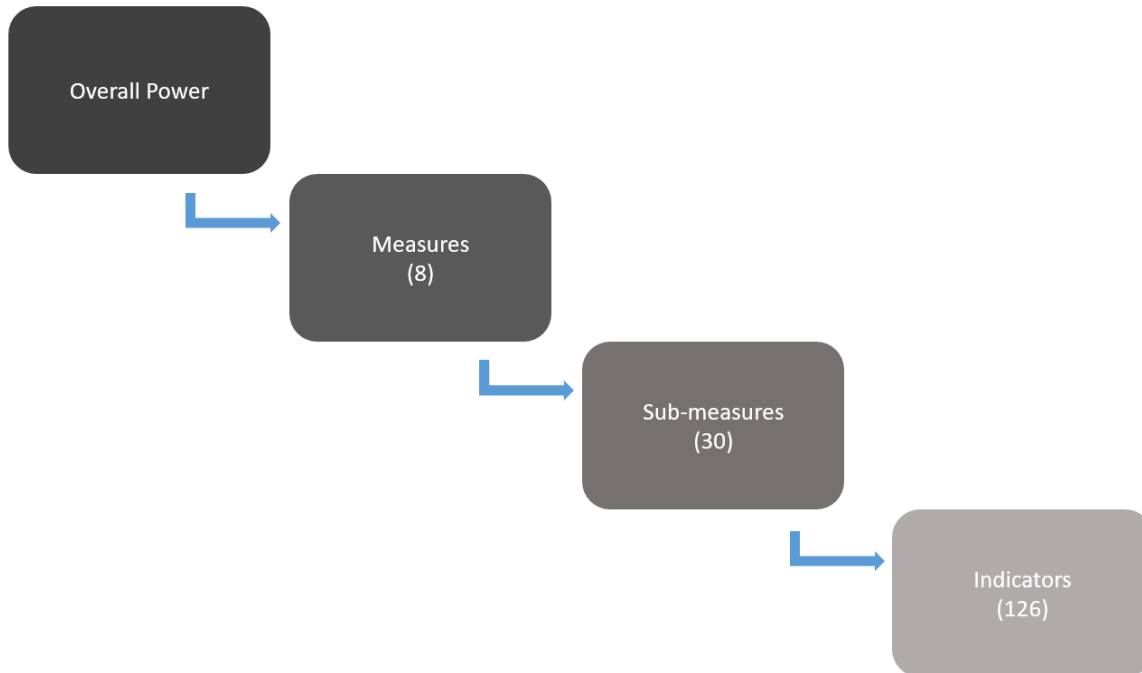 Overall Power
Measures
(8)
Sub-measures
(30)
Indicators
(126)